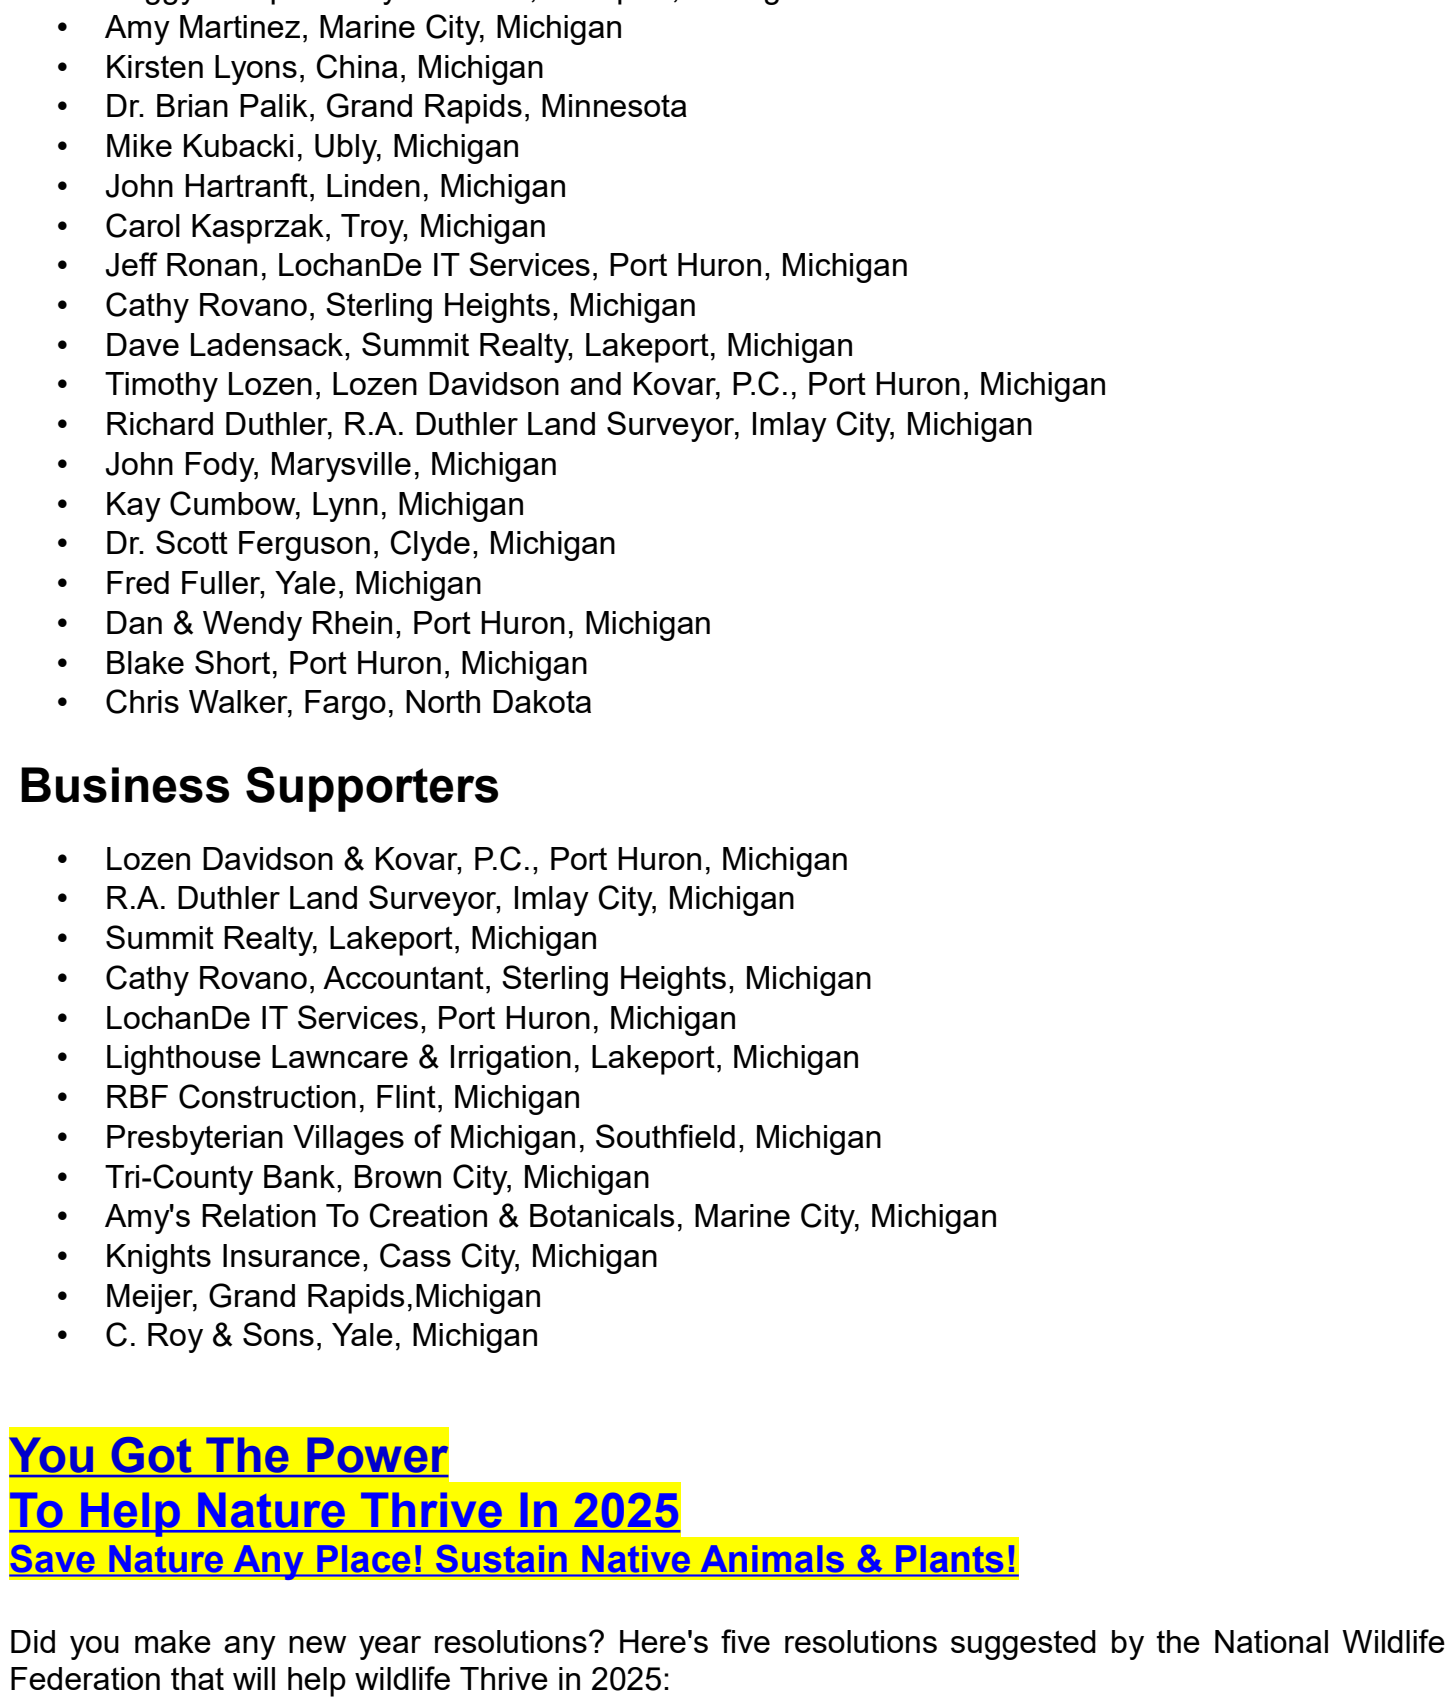 • Amy Martinez, Marine City, Michigan
• Kirsten Lyons, China, Michigan
• Dr. Brian Palik, Grand Rapids, Minnesota
• Mike Kubacki, Ubly, Michigan
• John Hartranft, Linden, Michigan
• Carol Kasprzak, Troy, Michigan
• Jeff Ronan, LochanDe IT Services, Port Huron, Michigan
• Cathy Rovano, Sterling Heights, Michigan
• Dave Ladensack, Summit Realty, Lakeport, Michigan
• Timothy Lozen, Lozen Davidson and Kovar, P.C., Port Huron, Michigan
• Richard Duthler, R.A. Duthler Land Surveyor, Imlay City, Michigan
• John Fody, Marysville, Michigan
• Kay Cumbow, Lynn, Michigan
• Dr. Scott Ferguson, Clyde, Michigan
• Fred Fuller, Yale, Michigan
• Dan & Wendy Rhein, Port Huron, Michigan
• Blake Short, Port Huron, Michigan
• Chris Walker, Fargo, North Dakota
Business Supporters
• Lozen Davidson & Kovar, P.C., Port Huron, Michigan
• R.A. Duthler Land Surveyor, Imlay City, Michigan
• Summit Realty, Lakeport, Michigan
• Cathy Rovano, Accountant, Sterling Heights, Michigan
• LochanDe IT Services, Port Huron, Michigan
• Lighthouse Lawncare & Irrigation, Lakeport, Michigan
• RBF Construction, Flint, Michigan
• Presbyterian Villages of Michigan, Southfield, Michigan
• Tri-County Bank, Brown City, Michigan
• Amy's Relation To Creation & Botanicals, Marine City, Michigan
• Knights Insurance, Cass City, Michigan
• Meijer, Grand Rapids,Michigan
• C. Roy & Sons, Yale, Michigan
You Got The Power
To Help Nature Thrive In 2025
Save Nature Any Place! Sustain Native Animals & Plants!
Did you make any new year resolutions? Here's five resolutions suggested by the National Wildlife
Federation that will help wildlife Thrive in 2025: